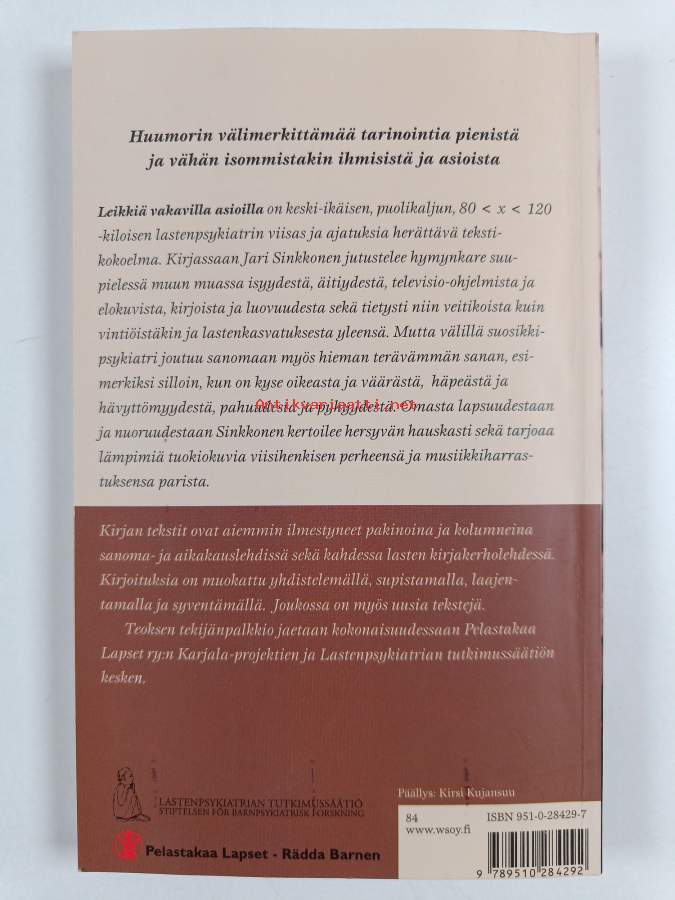 Huumorin välimerkittämää tarinointia pienistä
ja vähän isommistakin ihmisistä ja asioista
Leikkiä vakavilla asioilla on keski-ikäisen, puolikaljun, 80 < x < 120
-kiloisen lastenpsykiatrin viisas ja ajatuksia herättävä teksti-
kokoelma. Kirjassaan Jari Sinkkonen jutustelee hymynkare suu-
pielessä muun muassa isyydestä, äitiydestä, televisio-ohjelmista ja
elokuvista, kirjoista ja luovuudesta sekä tietysti niin veitikoista kuin
vintiöistäkin ja lastenkasvatuksesta yleensä. Mutta välillä suosikki-
psykiatri joutuu sanomaan myös hieman terävämmän sanan, esi-
merkiksi silloin, kun on kyse oikeasta ja väärästä, häpeästä ja
hävyttömyydestä, pahuudesta ja pyhyydestä. Omasta lapsuudestaan
Antikvariaatti.net
ja nuoruudestaan Sinkkonen kertoilee hersyvän hauskasti sekä tarjoaa
lämpimiä tuokiokuvia viisihenkisen perheensä ja musiikkiharras-
tuksensa parista.
Kirjan tekstit ovat aiemmin ilmestyneet pakinoina ja kolumneina
sanoma- ja aikakauslehdissä sekä kahdessa lasten kirjakerholehdessä.
Kirjoituksia on muokattu yhdistelemällä, supistamalla, laajen-
tamalla ja syventämällä. Joukossa on myös uusia tekstejä.
Teoksen tekijänpalkkio jaetaan kokonaisuudessaan Pelastakaa
Lapset ry:n Karjala-projektien ja Lastenpsykiatrian tutkimussäätiön
kesken.
LASTENPSYKIATRIAN TUTKIMUSSÄÄTIÖ
STIFTELSEN FÖR BARNPSYKIATRISK FORSKNING
Pelastakaa Lapset - Rädda Barnen
Päällys: Kirsi Kujansuu
84
www.wsoy.fi
ISBN 951-0-28429-7
9 789510 284292